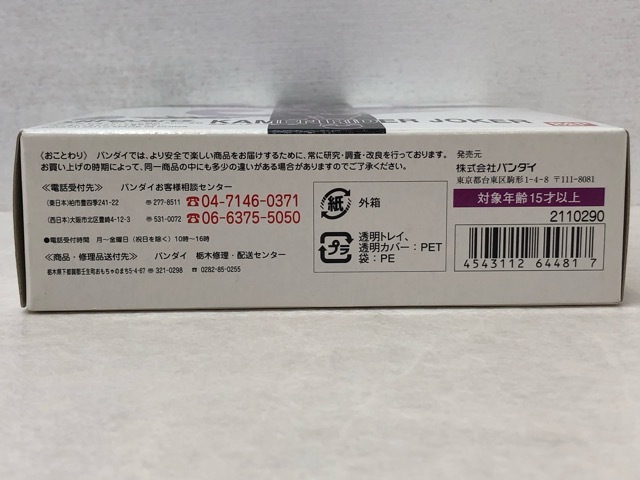 KAMEN RIDER JOKER
《おことわり》 バンダイでは、より安全で楽しい商品をお届けするために、常に研究・調査・改良を行っております。
お買い上げの時期によって、同一商品の中にも多少の違いがある場合がありますのでご了承ください。
≪電話受付先≫ バンダイお客様相談センター
(東日本)柏市豊四季241-22 〒277-8511 ☎04-7146-0371
(西日本)大阪市北区豊崎4-12-3 〒531-0072 ☎06-6375-5050
●電話受付時間 月〜金曜日(祝日を除く)10時〜16時
≪商品・修理品送付先≫ バンダイ 栃木修理・配送センター
栃木県下都賀郡壬生町おもちゃのまち5-4-67 〒321-0298 ☎ 0282-85-0255
紙 外箱
プラ 透明トレイ、
透明カバー：PET
袋：PE
発売元
株式会社バンダイ
東京都台東区駒形1-4-8 〒111-8081
対象年齢15才以上
2110290
4543112 644817